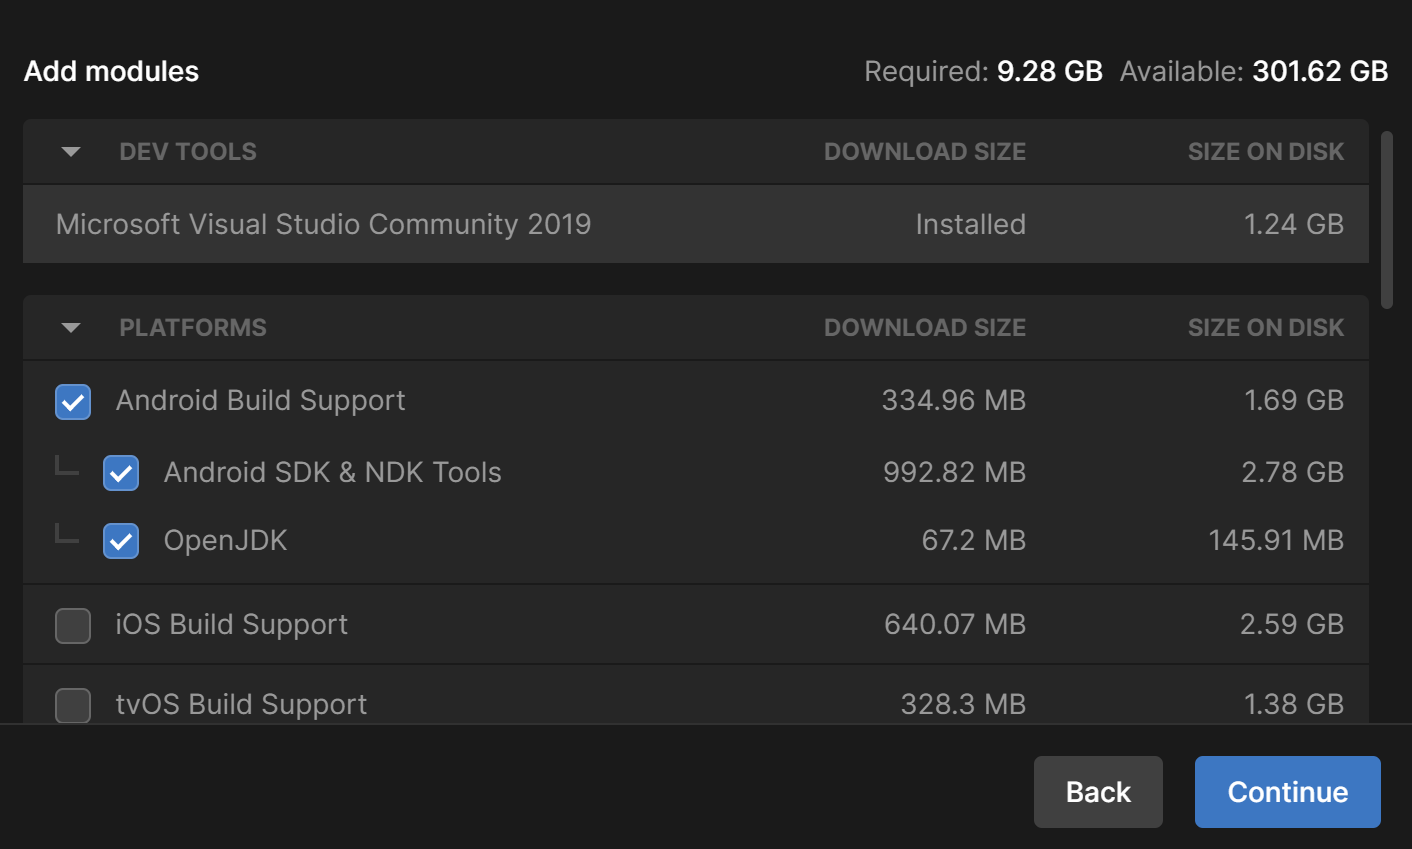 Add modules Required: 9.28 GB Available: 301.62 GB
DEV TOOLS DOWNLOAD SIZE SIZE ON DISK
Microsoft Visual Studio Community 2019 Installed 1.24 GB
PLATFORMS DOWNLOAD SIZE SIZE ON DISK
Android Build Support 334.96 MB 1.69 GB
Android SDK & NDK Tools 992.82 MB 2.78 GB
OpenJDK 67.2 MB 145.91 MB
iOS Build Support 640.07 MB 2.59 GB
tvOS Build Support 328.3 MB 1.38 GB
Back Continue